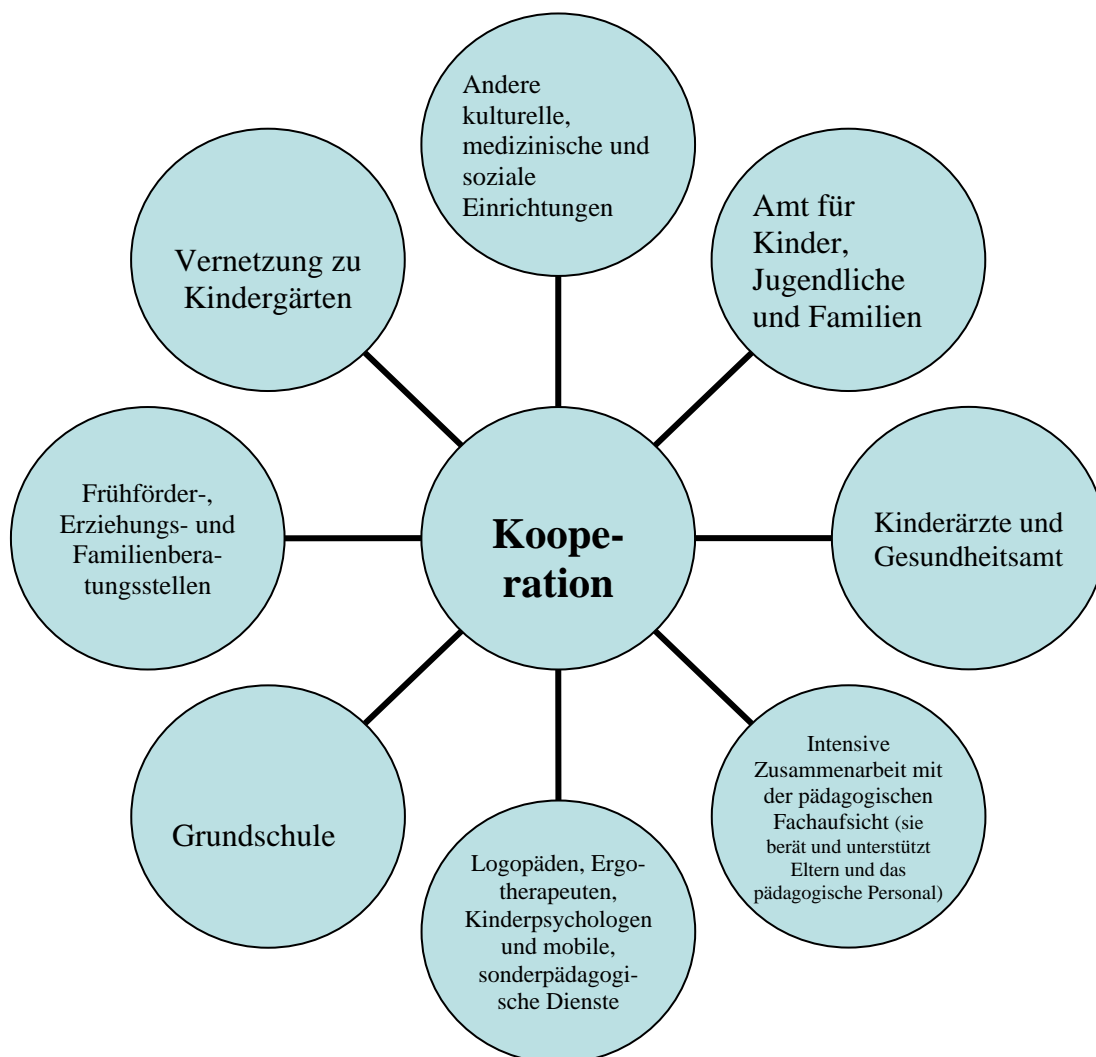 Andere
kulturelle,
medizinische und
soziale
Einrichtungen
Amt für
Kinder,
Jugendliche
und Familien
Vernetzung zu
Kindergärten
Frühförder-,
Erziehungs- und
Familienbera-
tungsstellen
Koope-
ration
Kinderärzte und
Gesundheitsamt
Intensive
Zusammenarbeit mit
der pädagogischen
Fachaufsicht (sie
berät und unterstützt
Eltern und das
pädagogische Personal)
Grundschule
Logopäden, Ergo-
therapeuten,
Kinderpsychologen
und mobile,
sonderpädagogi-
sche Dienste